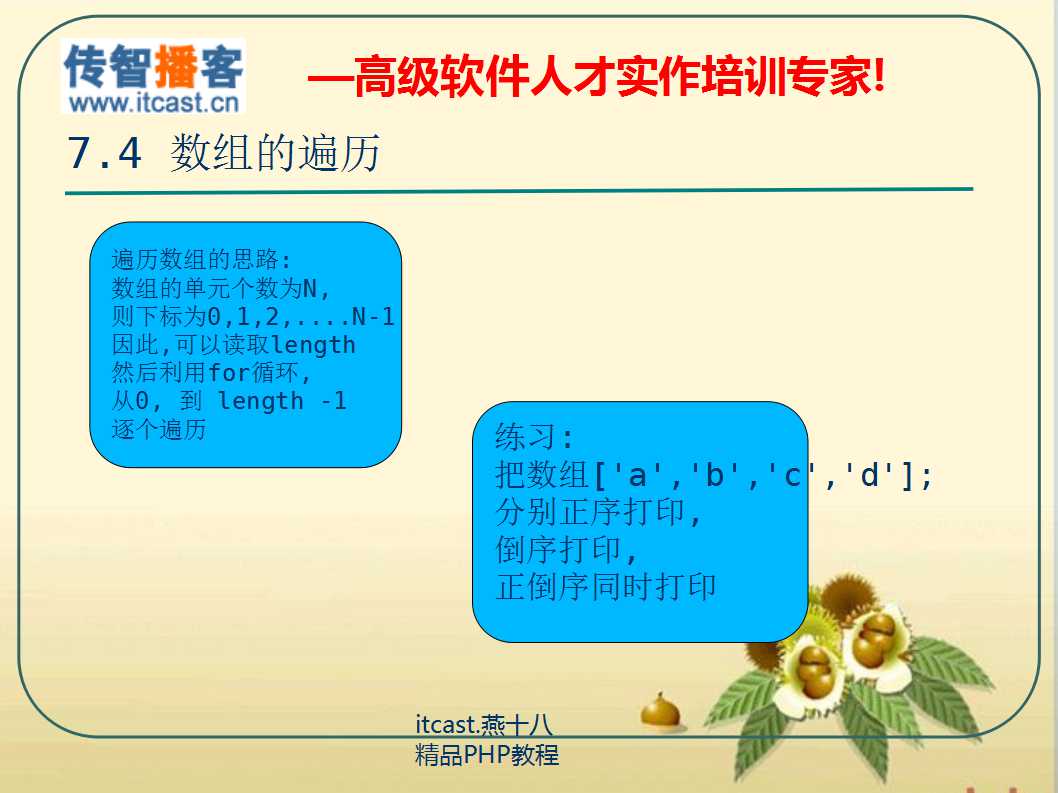 传智播客
www.itcast.cn
—高级软件人才实作培训专家!
7.4 数组的遍历
遍历数组的思路:
数组的单元个数为N,
则下标为0,1,2,....N-1
因此,可以读取length
然后利用for循环,
从0, 到 length -1
逐个遍历
练习:
把数组['a','b','c','d'];
分别正序打印,
倒序打印,
正倒序同时打印
itcast.燕十八
精品PHP教程